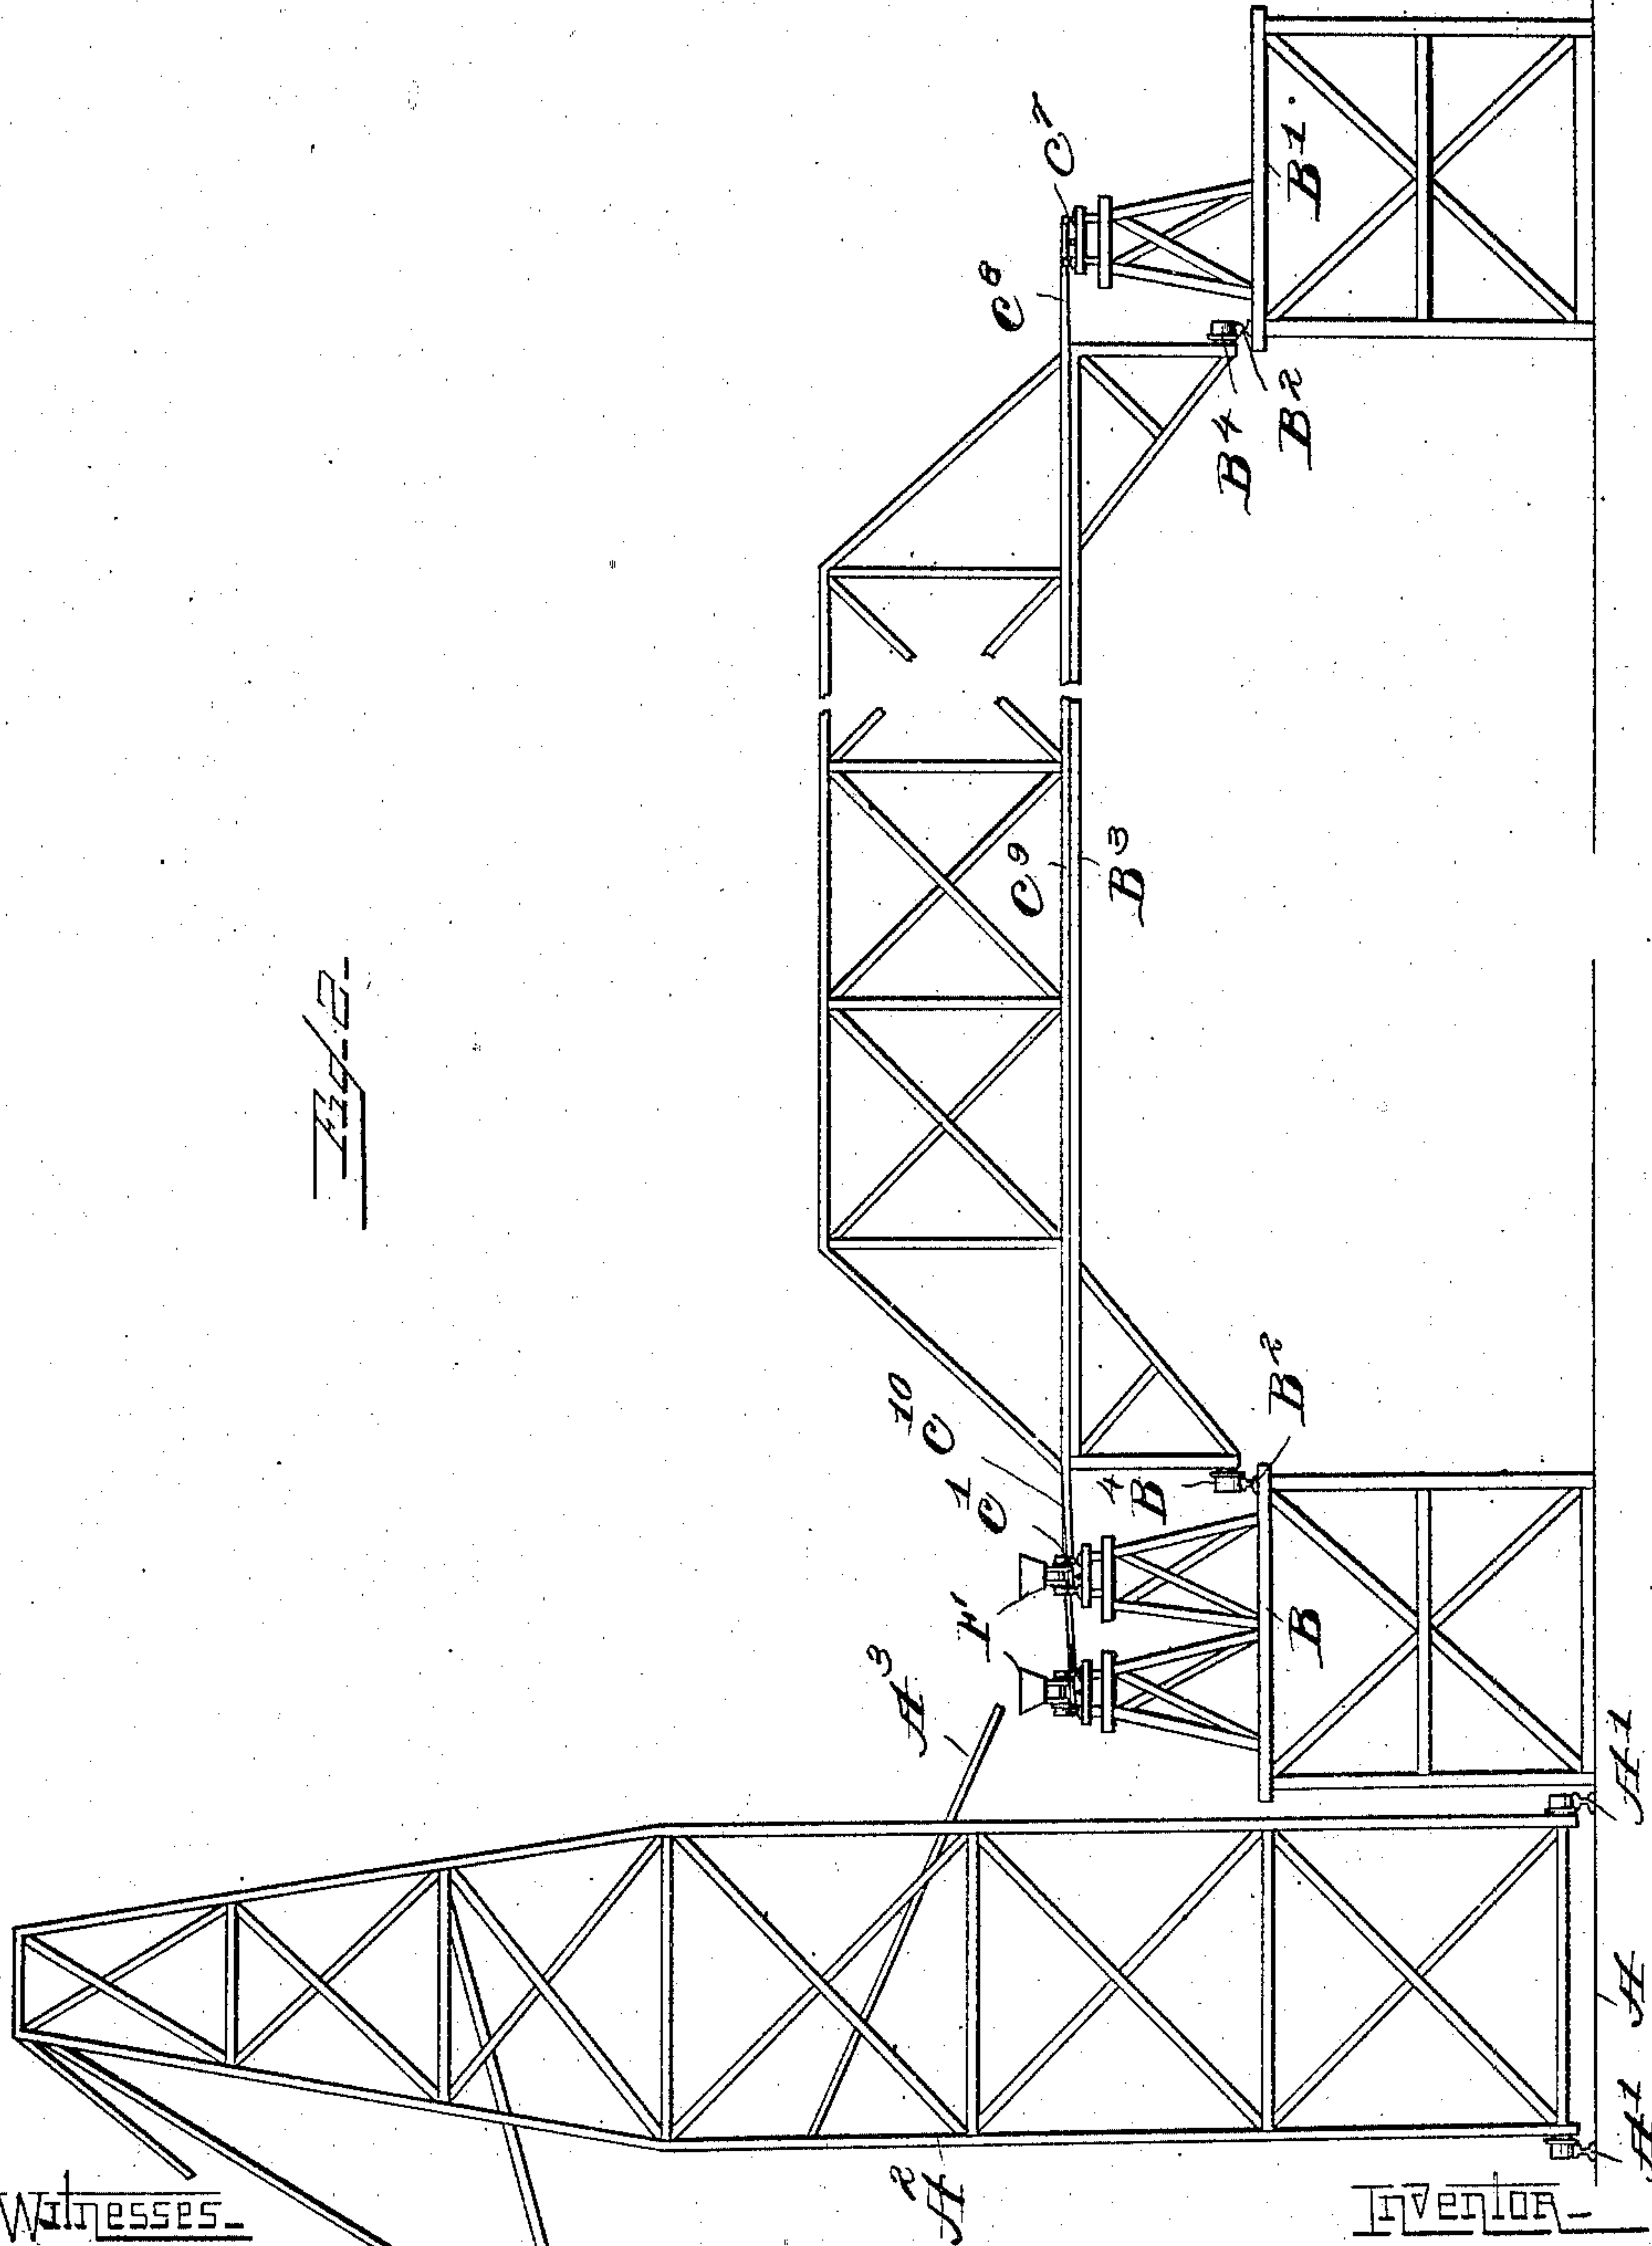 Fig. 2.
C7
C8
B1
B4
B2
C9
B3
C10
C1
B4
B2
F'
A3
B
A1
A
A1
A2
Witnesses
Inventor